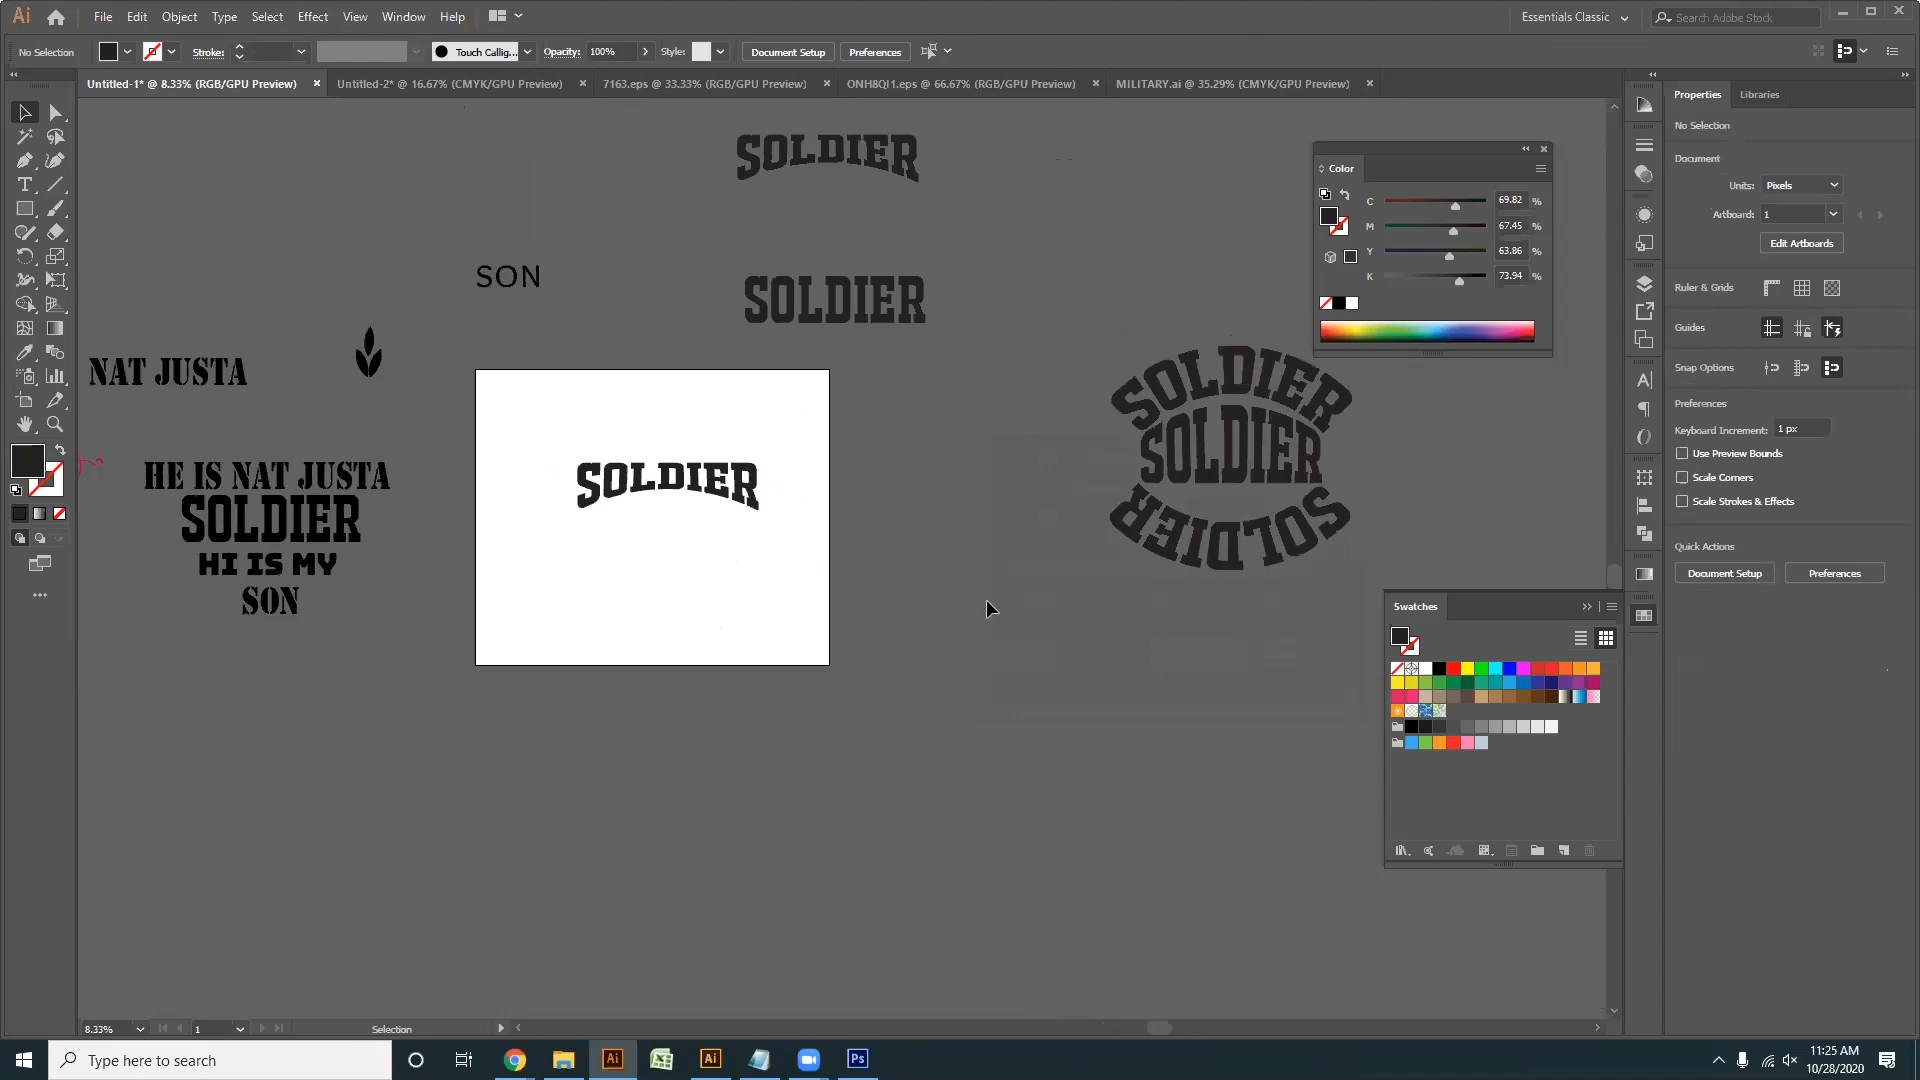 Ai
File Edit Object Type Select Effect View Window Help
Essentials Classic
Search Adobe Stock
No Selection
Stroke:
Touch Callig...
Opacity: 100%
Style:
Document Setup
Preferences
Untitled-1* @ 8.33% (RGB/GPU Preview)
Untitled-2* @ 16.67% (CMYK/GPU Preview)
7163.eps @ 33.33% (RGB/GPU Preview)
ONH8QJ1.eps @ 66.67% (RGB/GPU Preview)
MILITARY.ai @ 35.29% (CMYK/GPU Preview)
SOLDIER
SON
SOLDIER
NAT JUSTA
HE IS NAT JUSTA
SOLDIER
HI IS MY
SON
SOLDIER
SOLDIER
SOLDIER
SOLDIER
Color
C 69.82 %
M 67.45 %
Y 63.86 %
K 73.94 %
Swatches
Properties
Libraries
No Selection
Document
Units: Pixels
Artboard: 1
Edit Artboards
Ruler & Grids
Guides
Snap Options
Preferences
Keyboard Increment: 1 px
Use Preview Bounds
Scale Corners
Scale Strokes & Effects
Quick Actions
Document Setup
Preferences
8.33%
1
Selection
Type here to search
Ai
Ai
Ps
11:25 AM
10/28/2020